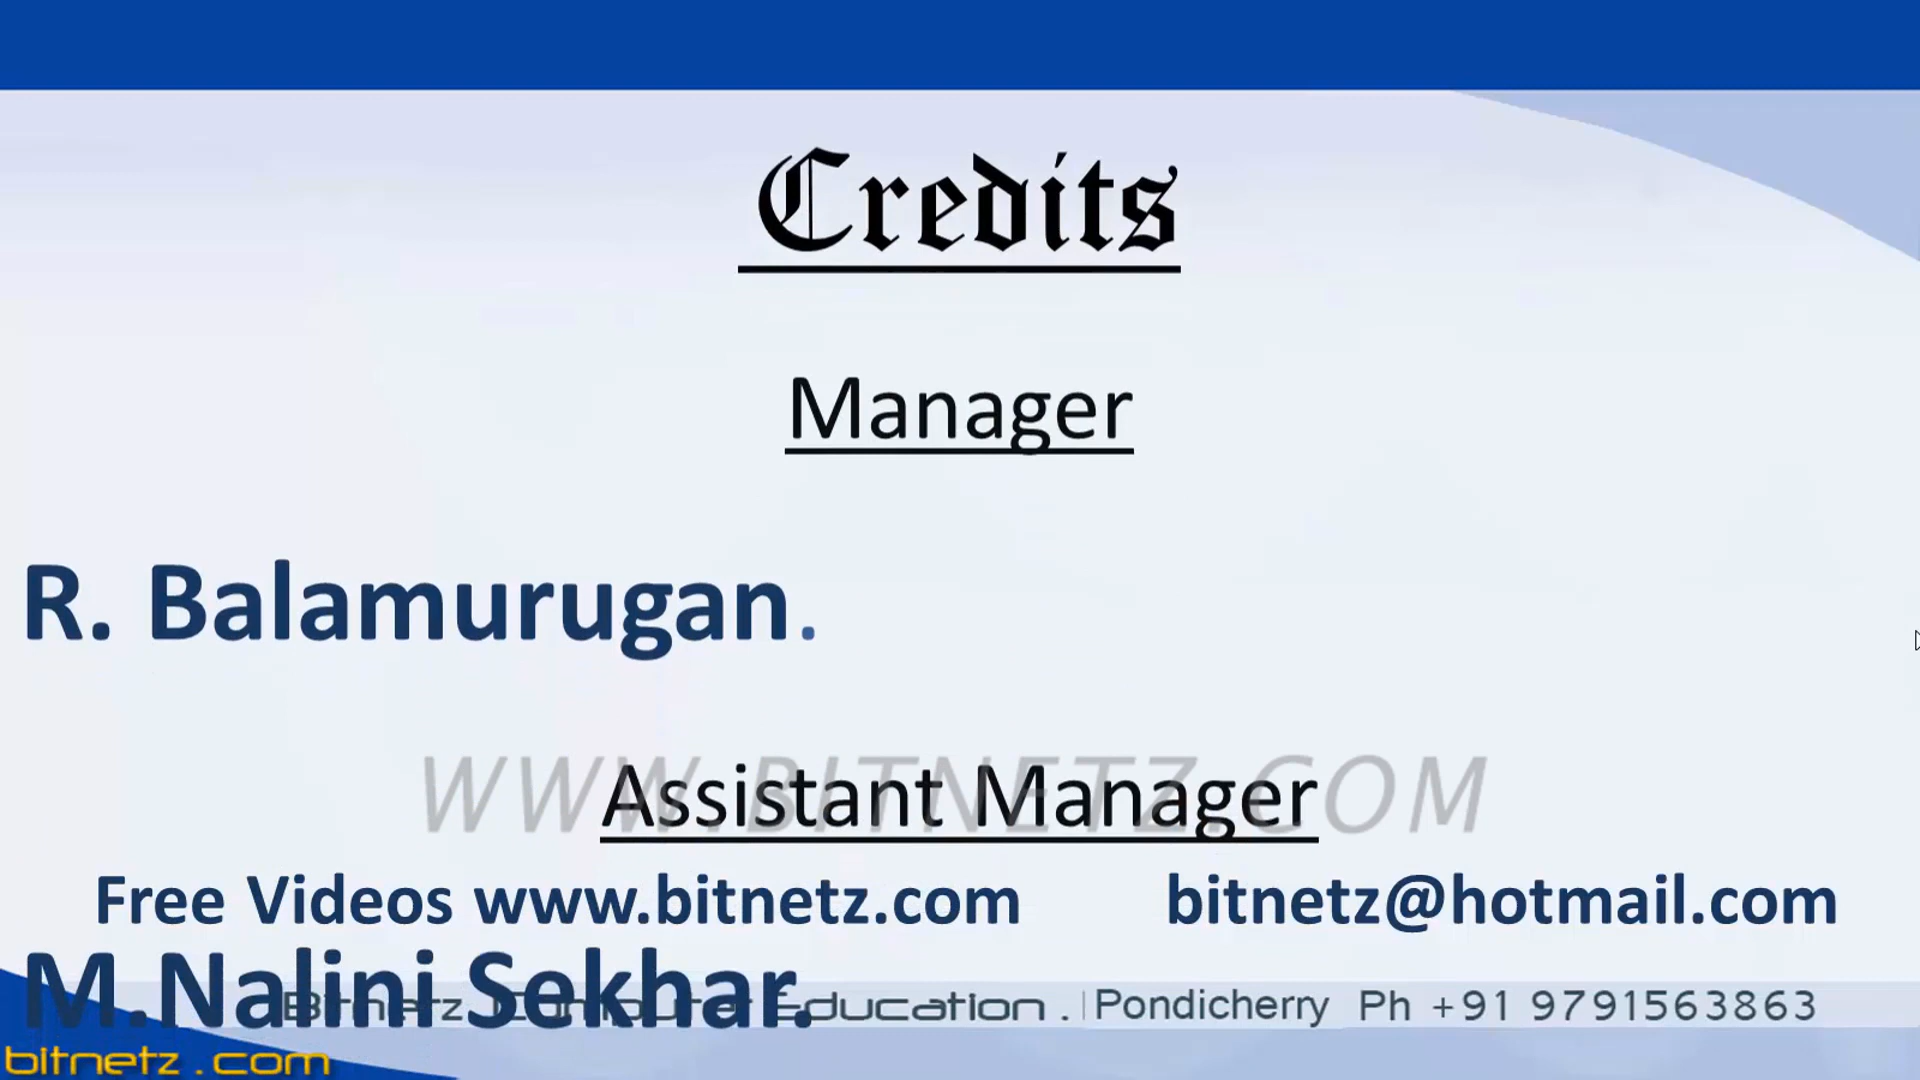 Credits
Manager
R. Balamurugan.
WWW.BITNETZ.COM
Assistant Manager
Free Videos www.bitnetz.com bitnetz@hotmail.com
M.Nalini Sekhar.
Bitnetz Education . Pondicherry Ph +91 9791563863
bitnetz.com